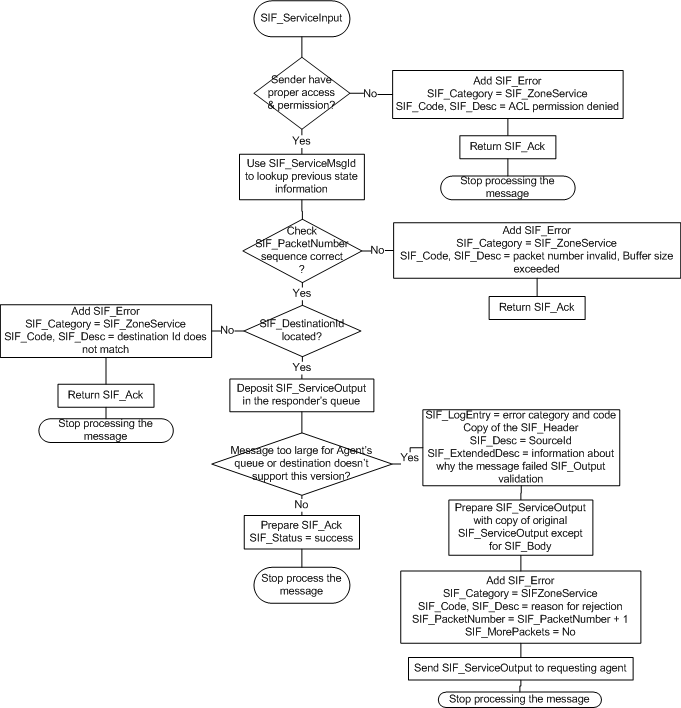 SIF_ServiceInput
Sender have
proper access
& permission?
No
Add SIF_Error
SIF_Category = SIF_ZoneService
SIF_Code, SIF_Desc = ACL permission denied
Return SIF_Ack
Stop processing the
message
Yes
Use SIF_ServiceMsgId
to lookup previous state
information
Check
SIF_PacketNumber
sequence correct
?
No
Add SIF_Error
SIF_Category = SIF_ZoneService
SIF_Code, SIF_Desc = packet number invalid, Buffer size
exceeded
Return SIF_Ack
Yes
SIF_DestinationId
located?
No
Add SIF_Error
SIF_Category = SIF_ZoneService
SIF_Code, SIF_Desc = destination Id does
not match
Return SIF_Ack
Stop processing the
message
Yes
Deposit SIF_ServiceOutput
in the responder's queue
Message too large for Agent's
queue or destination doesn't
support this version?
Yes
SIF_LogEntry = error category and code
Copy of the SIF_Header
SIF_Desc = SourceId
SIF_ExtendedDesc = information about
why the message failed SIF_Output
validation
Prepare SIF_ServiceOutput
with copy of original
SIF_ServiceOutput except
for SIF_Body
Add SIF_Error
SIF_Category = SIFZoneService
SIF_Code, SIF_Desc = reason for rejection
SIF_PacketNumber = SIF_PacketNumber + 1
SIF_MorePackets = No
Send SIF_ServiceOutput to requesting agent
Stop processing the message
No
Prepare SIF_Ack
SIF_Status = success
Stop process the
message